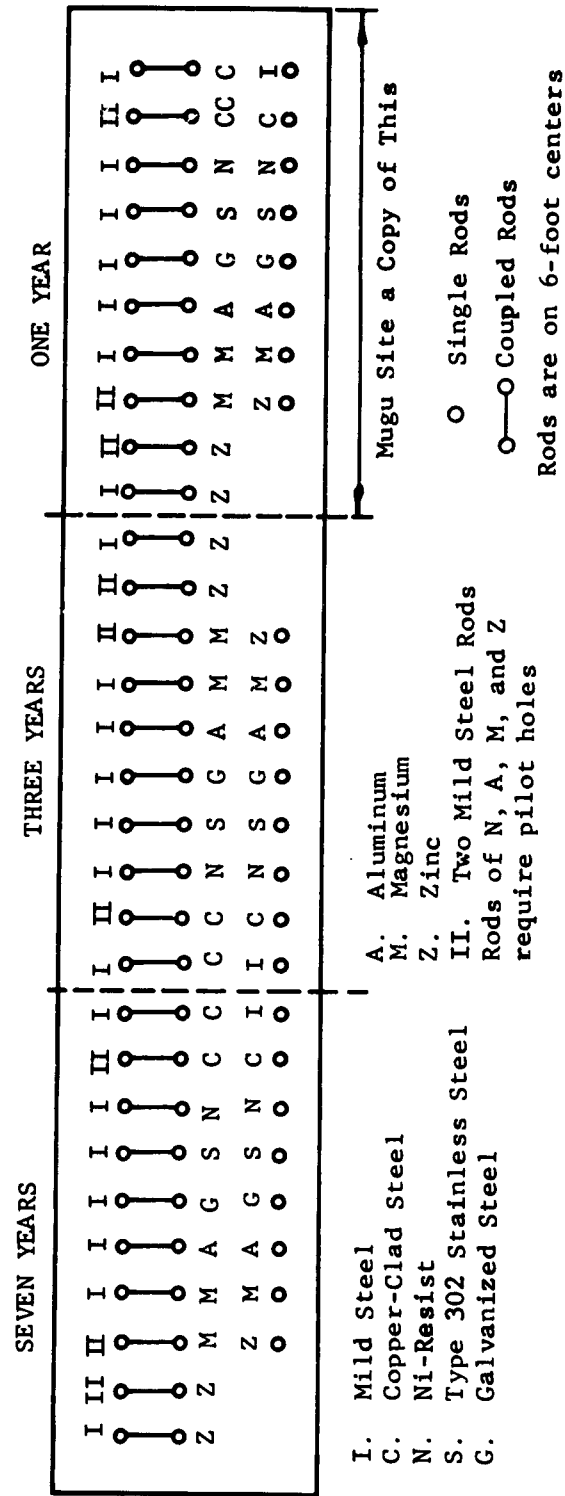 SEVEN YEARS THREE YEARS ONE YEAR
I II II I I I I I II I I II I I I I I II II I I II II I I I I I II I
Z Z M M A G S N C C C C N S G A M M Z Z Z Z M M A G S N CC C
Z M A G S N C I I C N S G A M Z Z M A G S N C I
Mugu Site a Copy of This
I. Mild Steel
C. Copper-Clad Steel
N. Ni-Resist
S. Type 302 Stainless Steel
G. Galvanized Steel
A. Aluminum
M. Magnesium
Z. Zinc
II. Two Mild Steel Rods
Rods of N, A, M, and Z
require pilot holes
Single Rods
Coupled Rods
Rods are on 6-foot centers